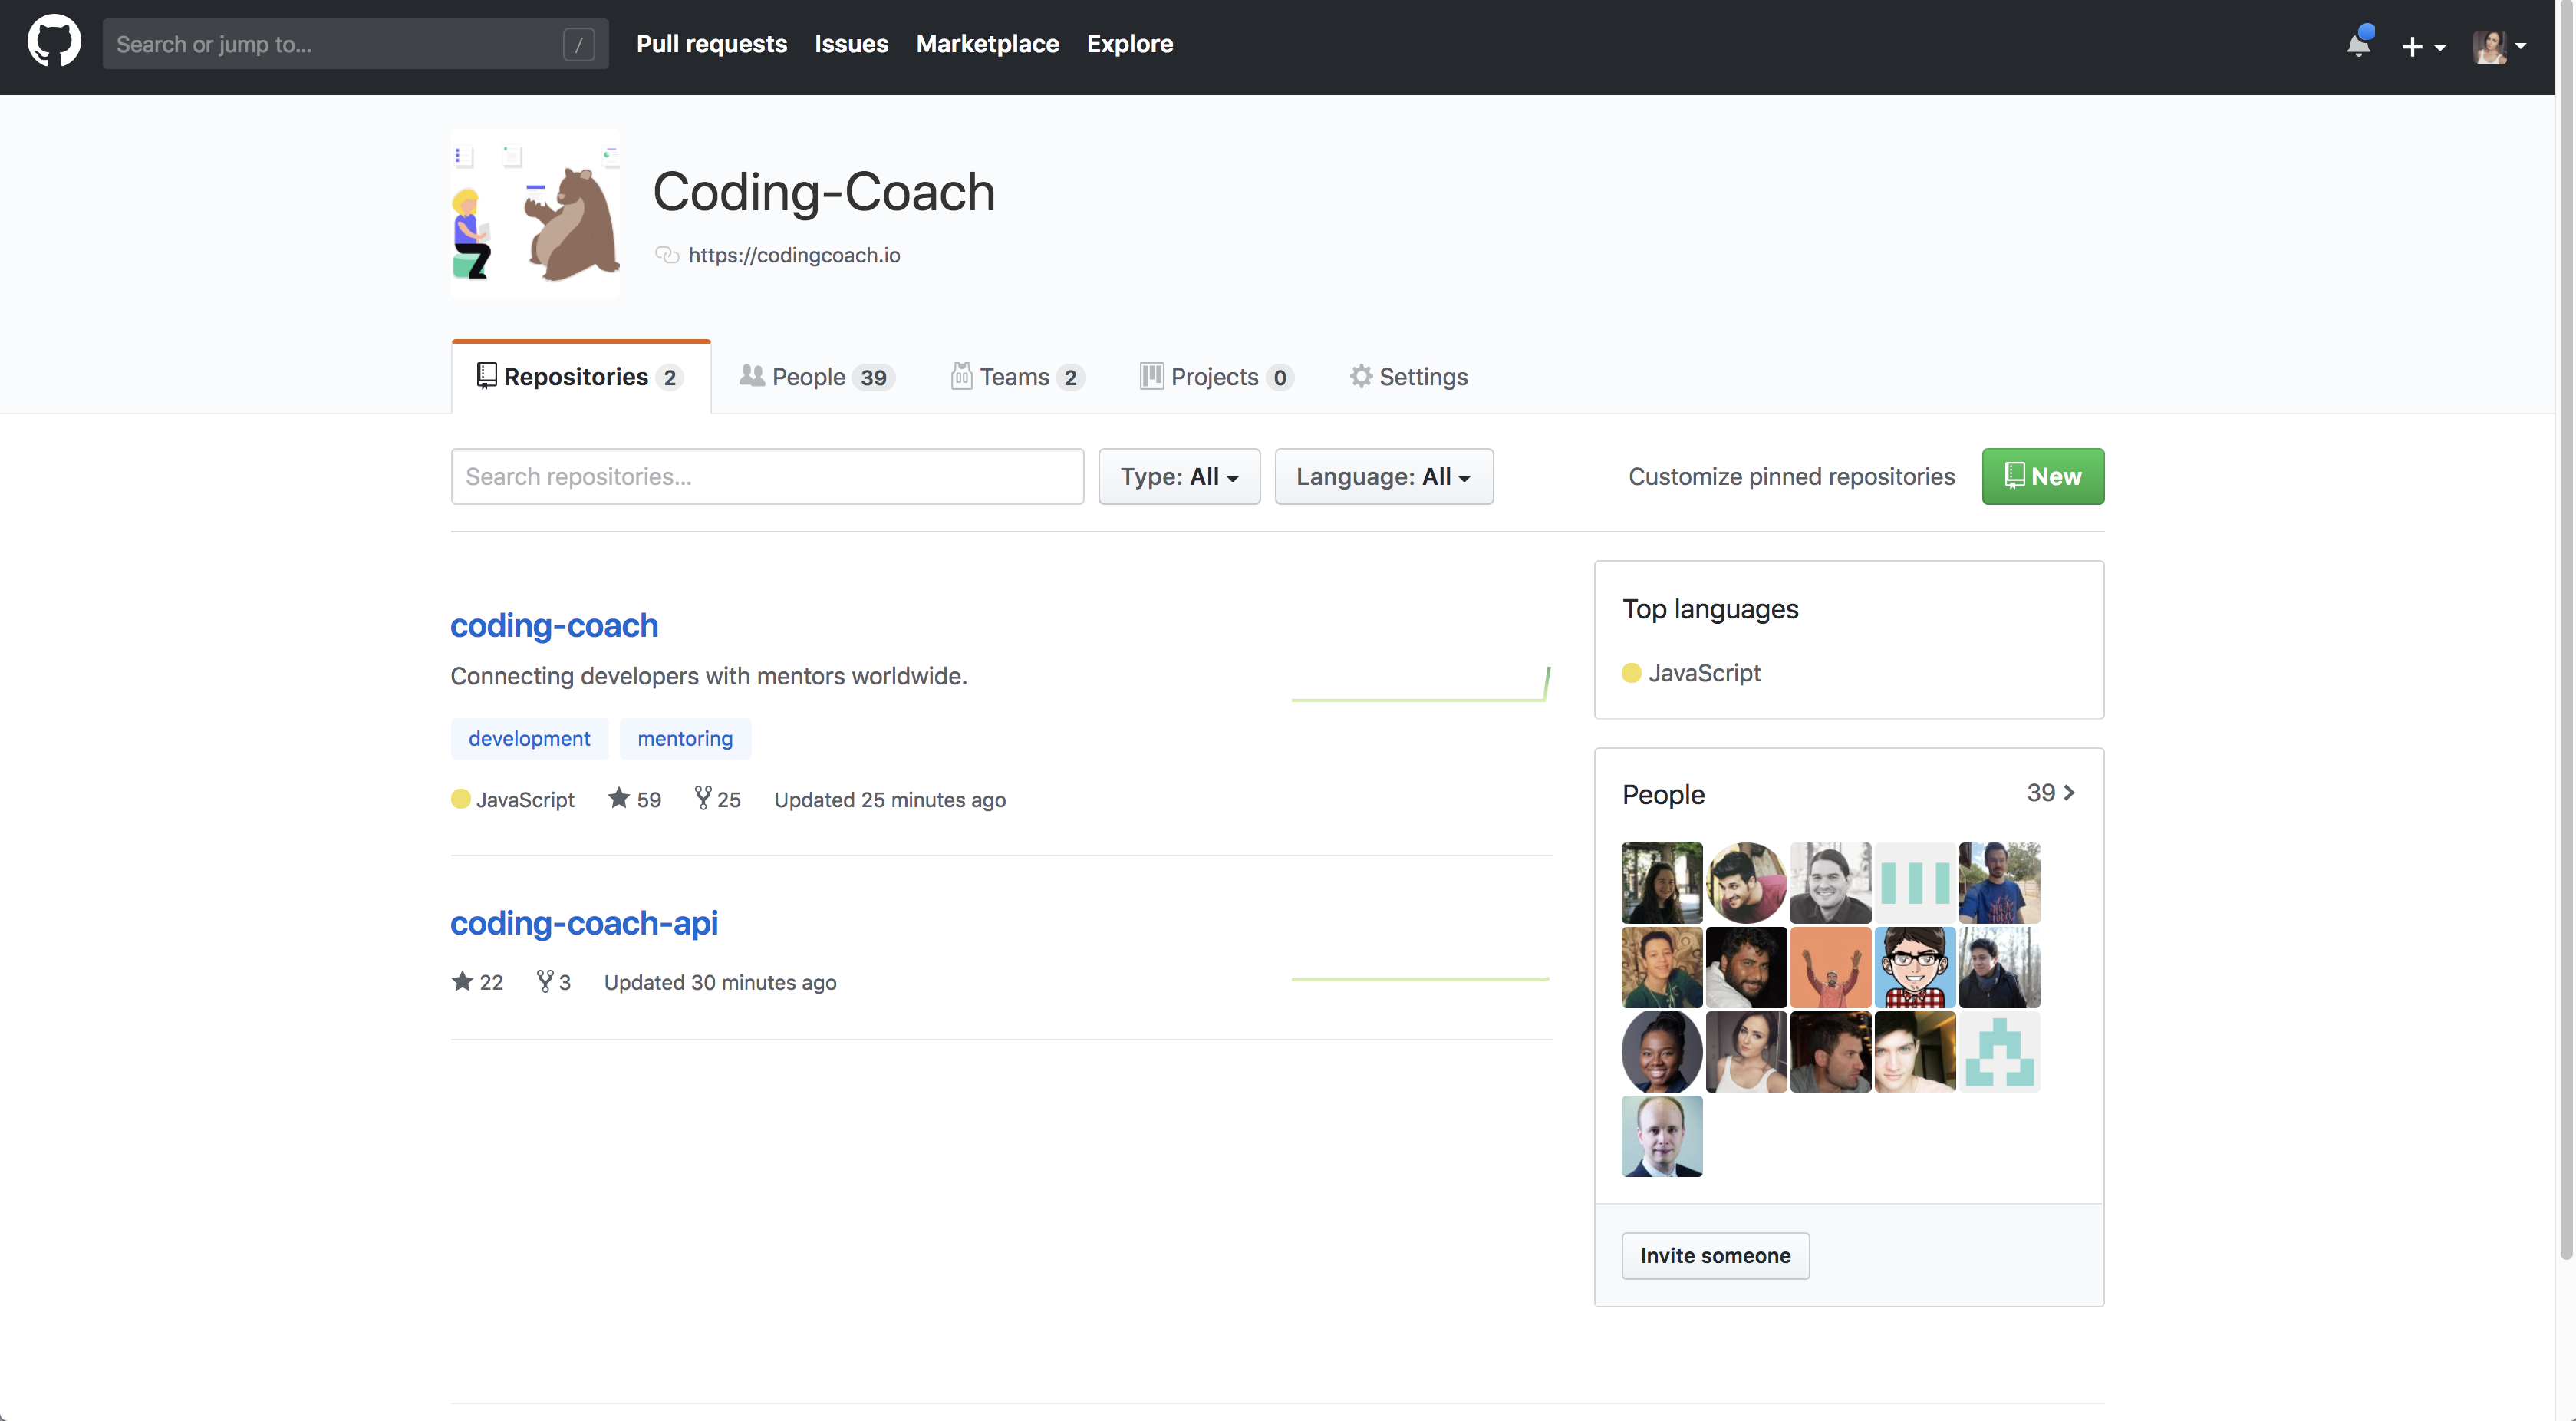 Search or jump to...
/
Pull requests
Issues
Marketplace
Explore
Coding-Coach
https://codingcoach.io
Repositories 2
People 39
Teams 2
Projects 0
Settings
Search repositories...
Type: All
Language: All
Customize pinned repositories
New
coding-coach
Connecting developers with mentors worldwide.
development
mentoring
JavaScript
59
25
Updated 25 minutes ago
coding-coach-api
22
3
Updated 30 minutes ago
Top languages
JavaScript
People
39
Invite someone